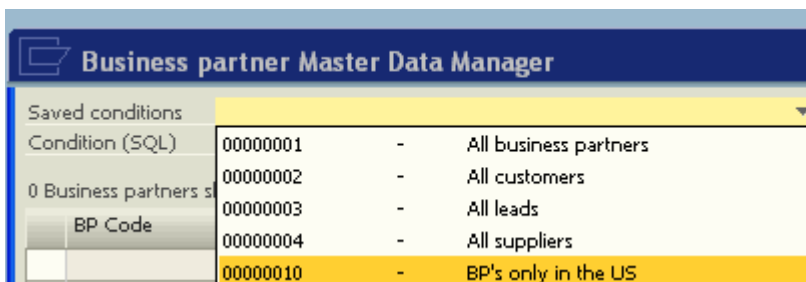 Business partner Master Data Manager
Saved conditions
Condition (SQL)
00000001 - All business partners
00000002 - All customers
0 Business partners
00000003 - All leads
BP Code
00000004 - All suppliers
00000010 - BP's only in the US